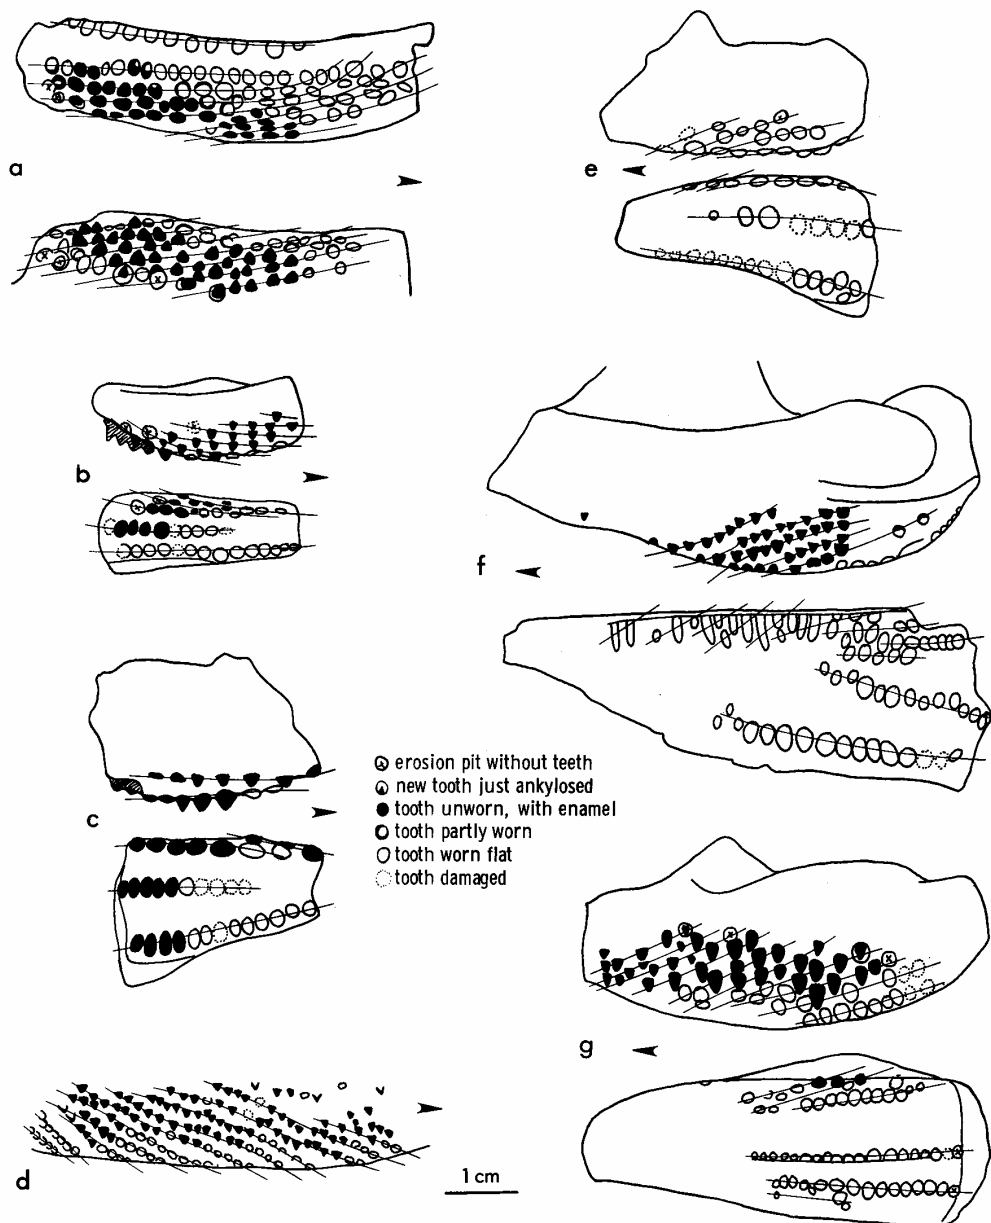 a
e
b
f
c
erosion pit without teeth
new tooth just ankylosed
tooth unworn, with enamel
tooth partly worn
tooth worn flat
tooth damaged
g
d
1 cm